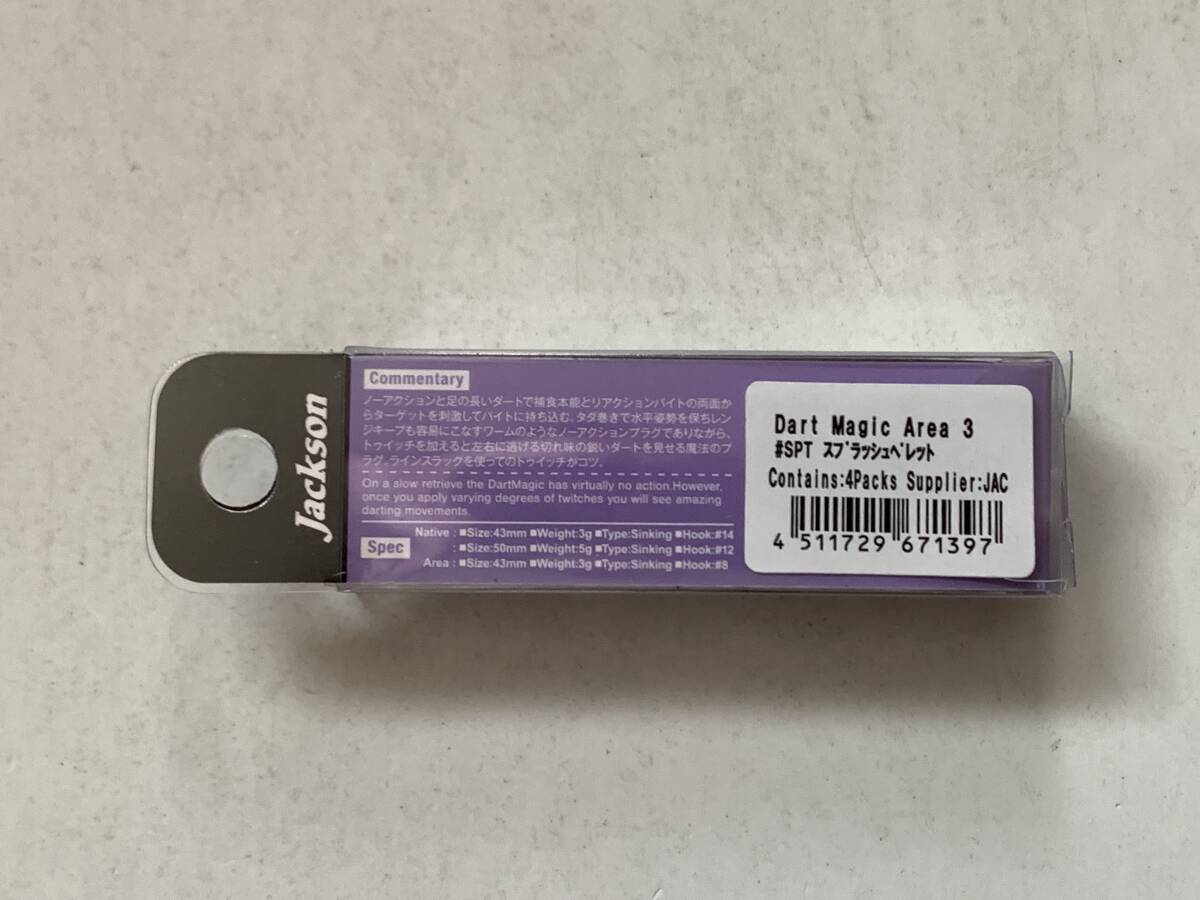 Jackson
Commentary
ノーアクションと足の長いダートで補食本能とリアクションバイトの両面か
らターゲットを刺激してバイトに持ち込む。タダ巻きで水平姿勢を保ちレン
ジキープも容易にこなすワームのようなノーアクションプラグでありながら、
トゥイッチを加えると左右に逃げる切れ味の鋭いダートを見せる魔法のプ
ラグ。ラインスラックを使ってのトゥイッチがコツ。
On a slow retrieve the DartMagic has virtually no action.However,
once you apply varying degrees of twitches you will see amazing
darting movements.
Spec
Native : ■Size:43mm ■Weight:3g ■Type:Sinking ■Hook:#14
: ■Size:50mm ■Weight:5g ■Type:Sinking ■Hook:#12
Area : ■Size:43mm ■Weight:3g ■Type:Sinking ■Hook:#8
Dart Magic Area 3
#SPT ｽﾌﾟﾗｯｼｭﾍﾟﾚｯﾄ
Contains:4Packs Supplier:JAC
4 511729 671397